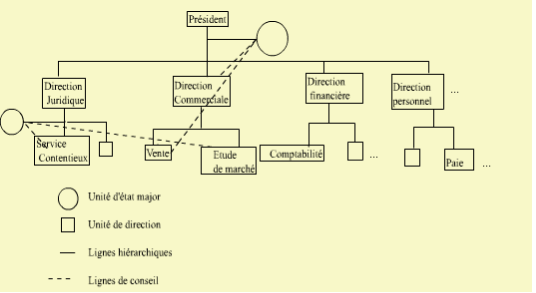 Président
Direction
Juridique
Direction
Commerciale
Direction
financière
Direction
personnel
...
Service
Contentieux
Vente
Etude
de marché
Comptabilité
...
Paie
...
Unité d'état major
Unité de direction
Lignes hiérarchiques
Lignes de conseil